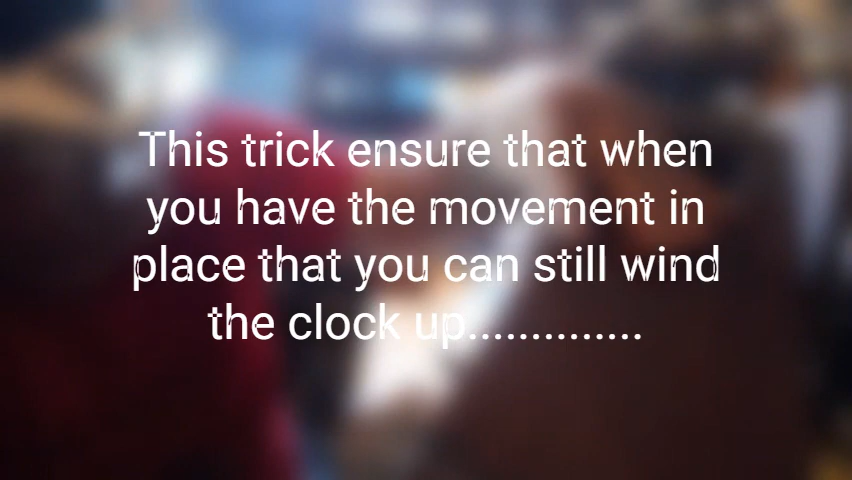 This trick ensure that when
you have the movement in
place that you can still wind
the clock up..............